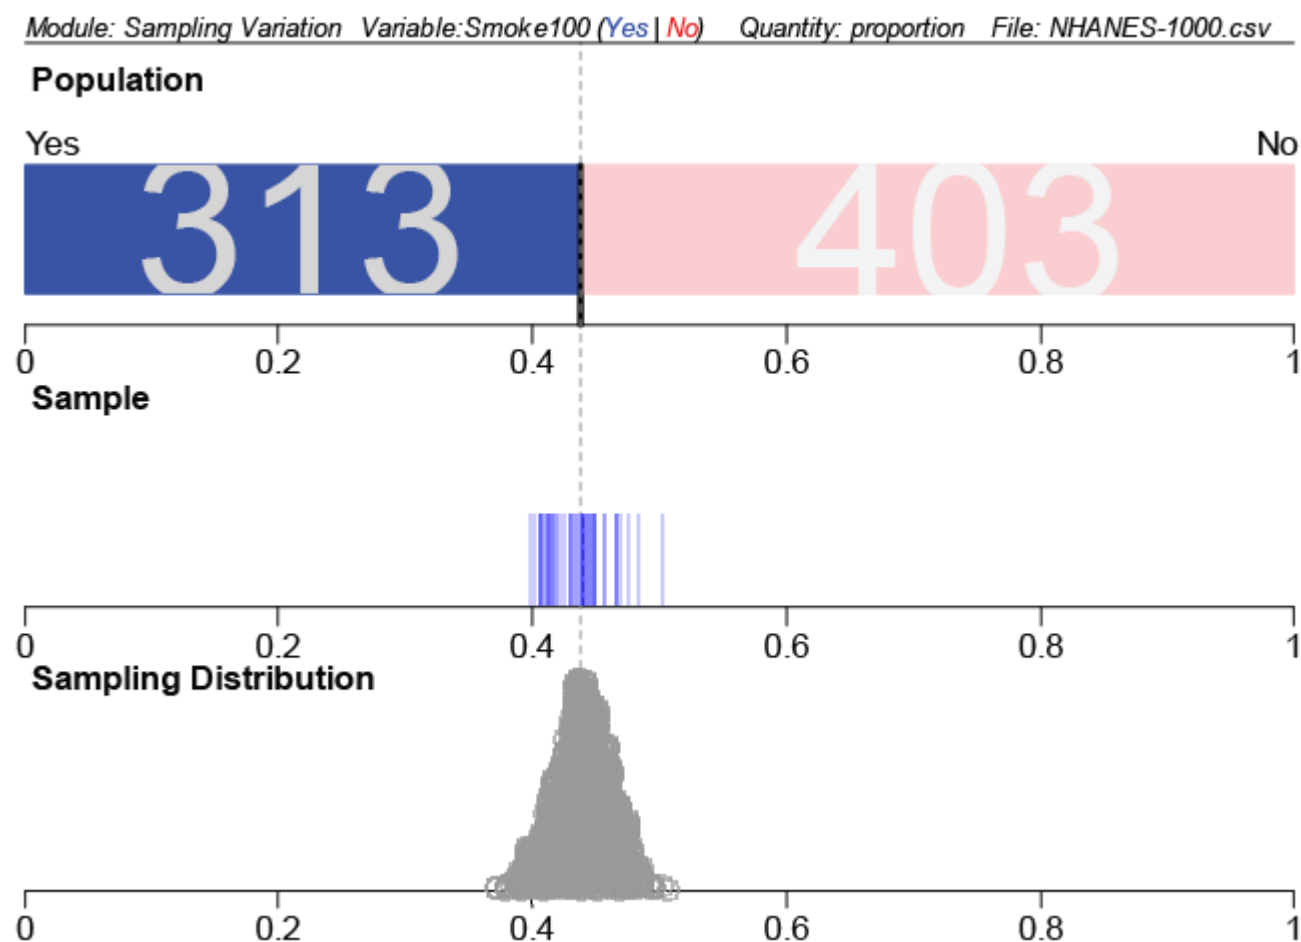 Module: Sampling Variation Variable:Smoke100 (Yes | No) Quantity: proportion File: NHANES-1000.csv
Population
Yes No
313 403
0 0.2 0.4 0.6 0.8 1
Sample
0 0.2 0.4 0.6 0.8 1
Sampling Distribution
0 0.2 0.4 0.6 0.8 1